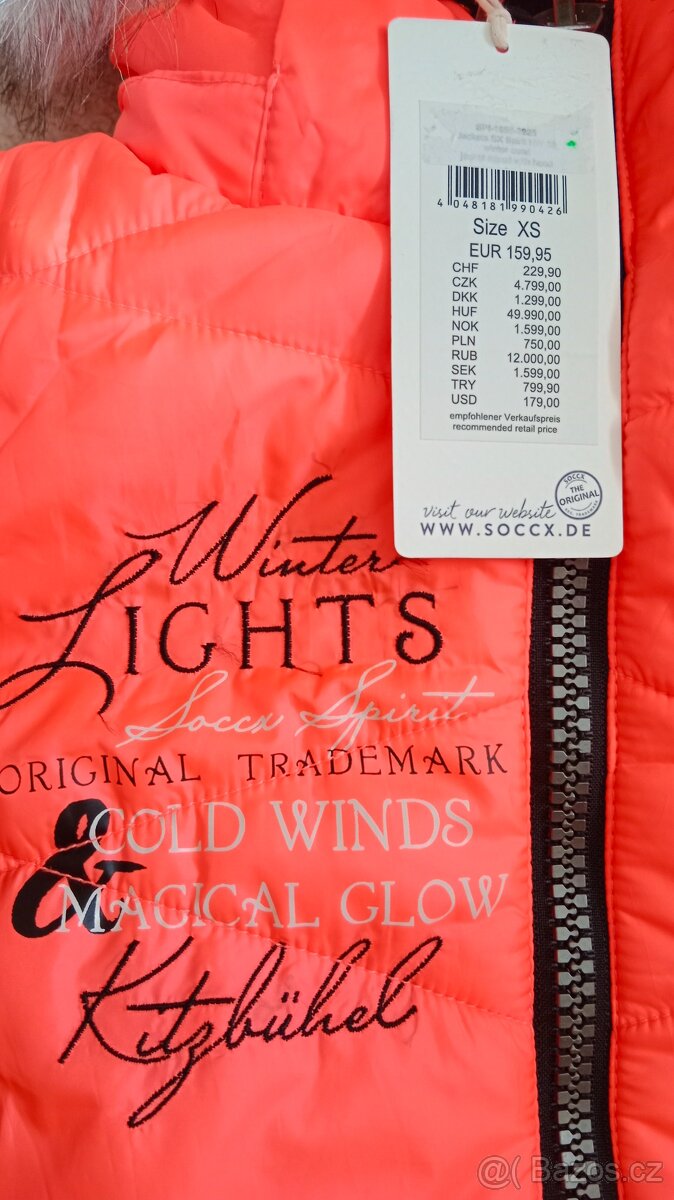 4 048181 990426
Size XS
EUR 159,95
CHF 229,90
CZK 4.799,00
DKK 1.299,00
HUF 49.990,00
NOK 1.599,00
PLN 750,00
RUB 12.000,00
SEK 1.599,00
TRY 799,90
USD 179,00
empfohlener Verkaufspreis
recommended retail price
SOCCX
THE
ORIGINAL
visit our website
WWW.SOCCX.DE
Winter
LIGHTS
Soccx Spirit
ORIGINAL TRADEMARK
& COLD WINDS
MAGICAL GLOW
Kitzbühel
@ Bazos.cz